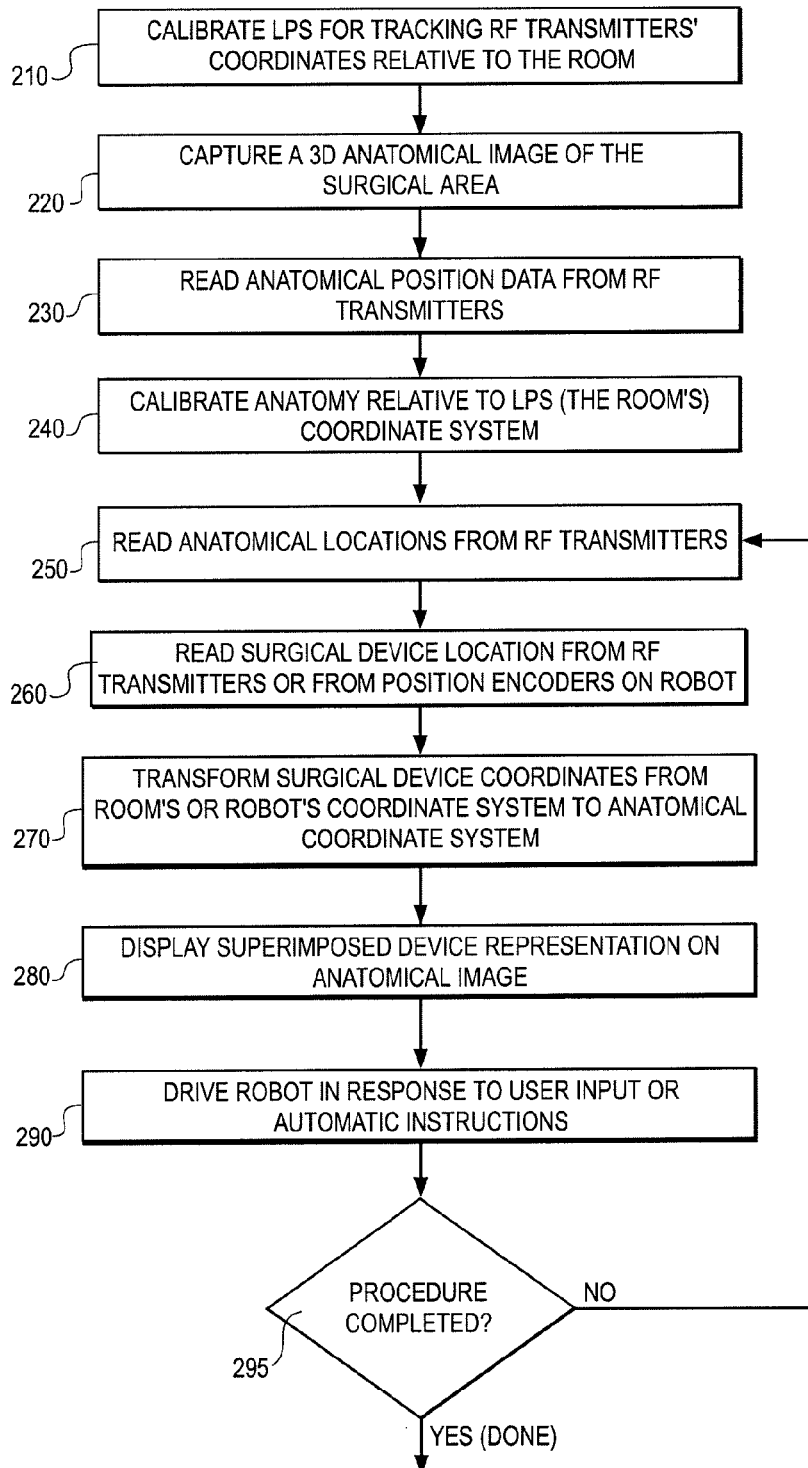 CALIBRATE LPS FOR TRACKING RF TRANSMITTERS'
COORDINATES RELATIVE TO THE ROOM
210
CAPTURE A 3D ANATOMICAL IMAGE OF THE
SURGICAL AREA
220
READ ANATOMICAL POSITION DATA FROM RF
TRANSMITTERS
230
CALIBRATE ANATOMY RELATIVE TO LPS (THE ROOM'S)
COORDINATE SYSTEM
240
READ ANATOMICAL LOCATIONS FROM RF TRANSMITTERS
250
READ SURGICAL DEVICE LOCATION FROM RF
TRANSMITTERS OR FROM POSITION ENCODERS ON ROBOT
260
TRANSFORM SURGICAL DEVICE COORDINATES FROM
ROOM'S OR ROBOT'S COORDINATE SYSTEM TO ANATOMICAL
COORDINATE SYSTEM
270
DISPLAY SUPERIMPOSED DEVICE REPRESENTATION ON
ANATOMICAL IMAGE
280
DRIVE ROBOT IN RESPONSE TO USER INPUT OR
AUTOMATIC INSTRUCTIONS
290
PROCEDURE
COMPLETED?
NO
295
YES (DONE)